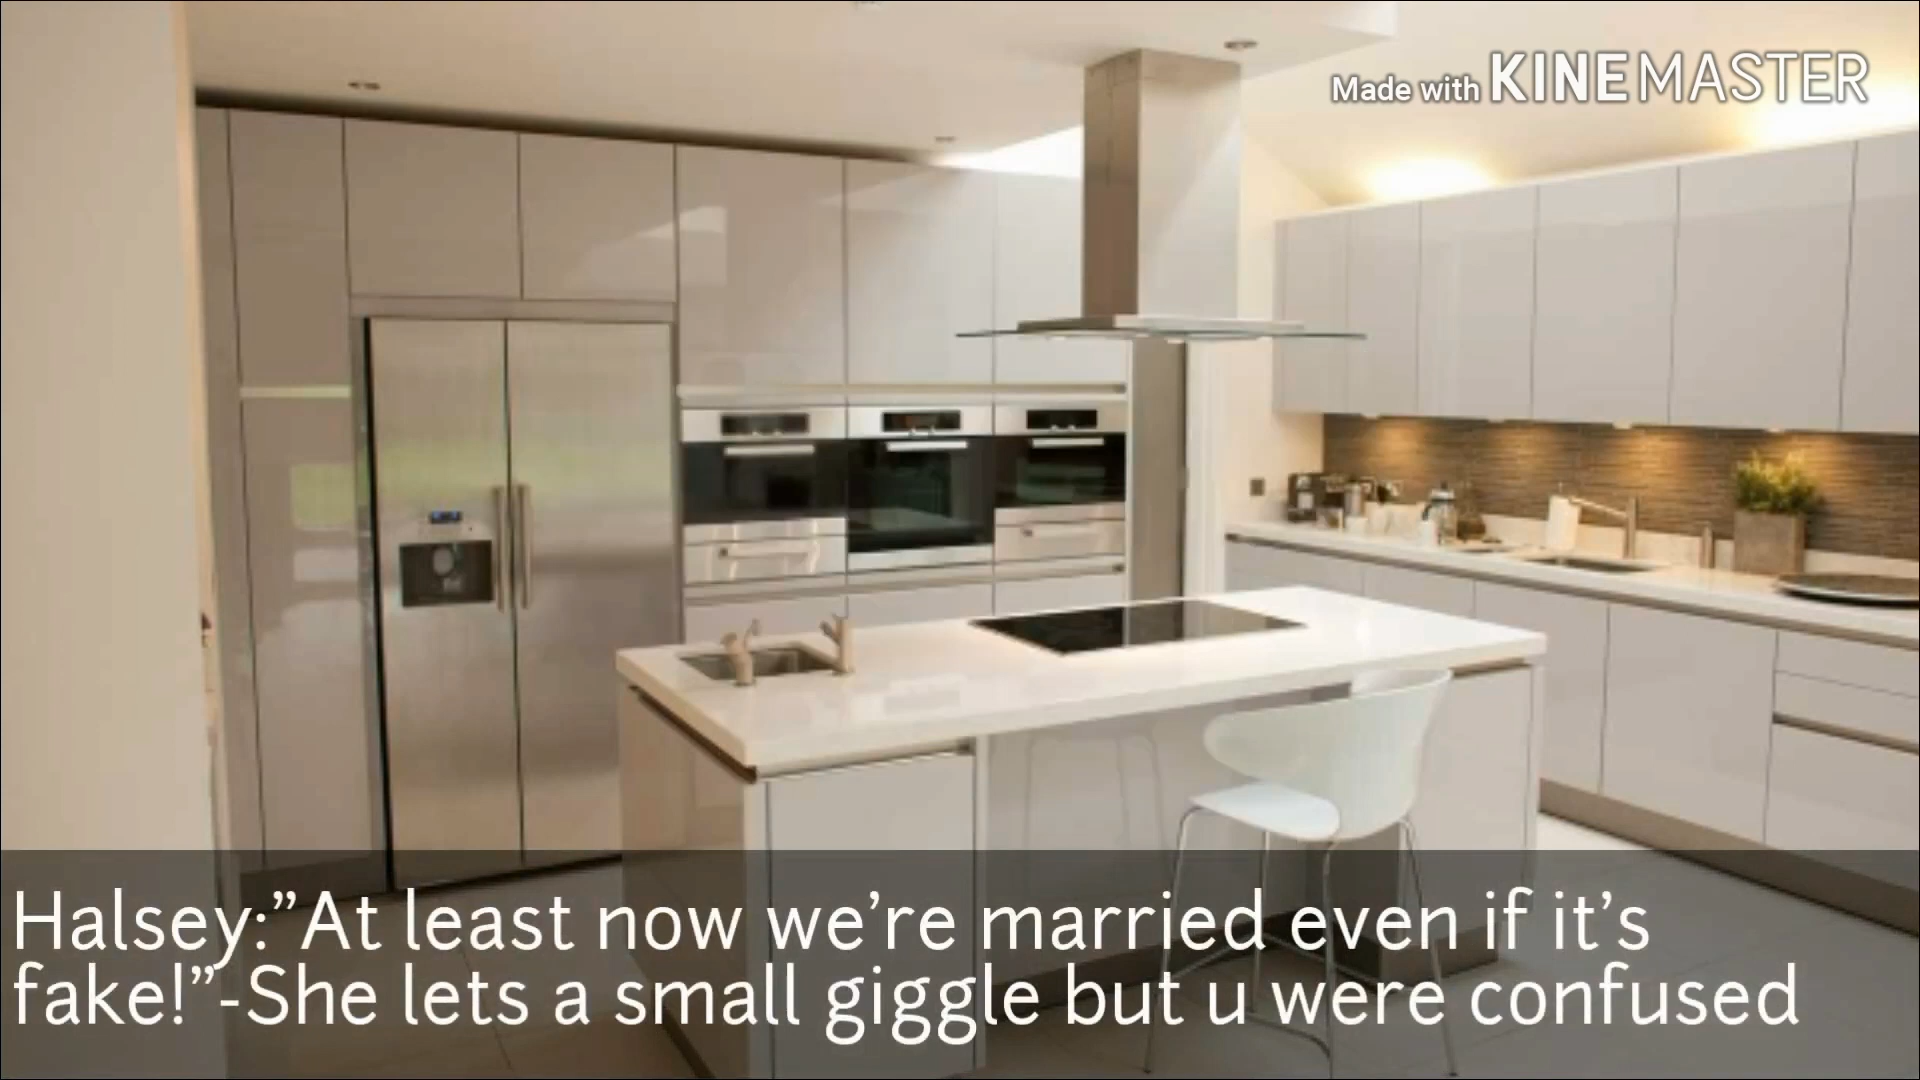 Made with KINEMASTER
Halsey:”At least now we’re married even if it’s
fake!”-She lets a small giggle but u were confused